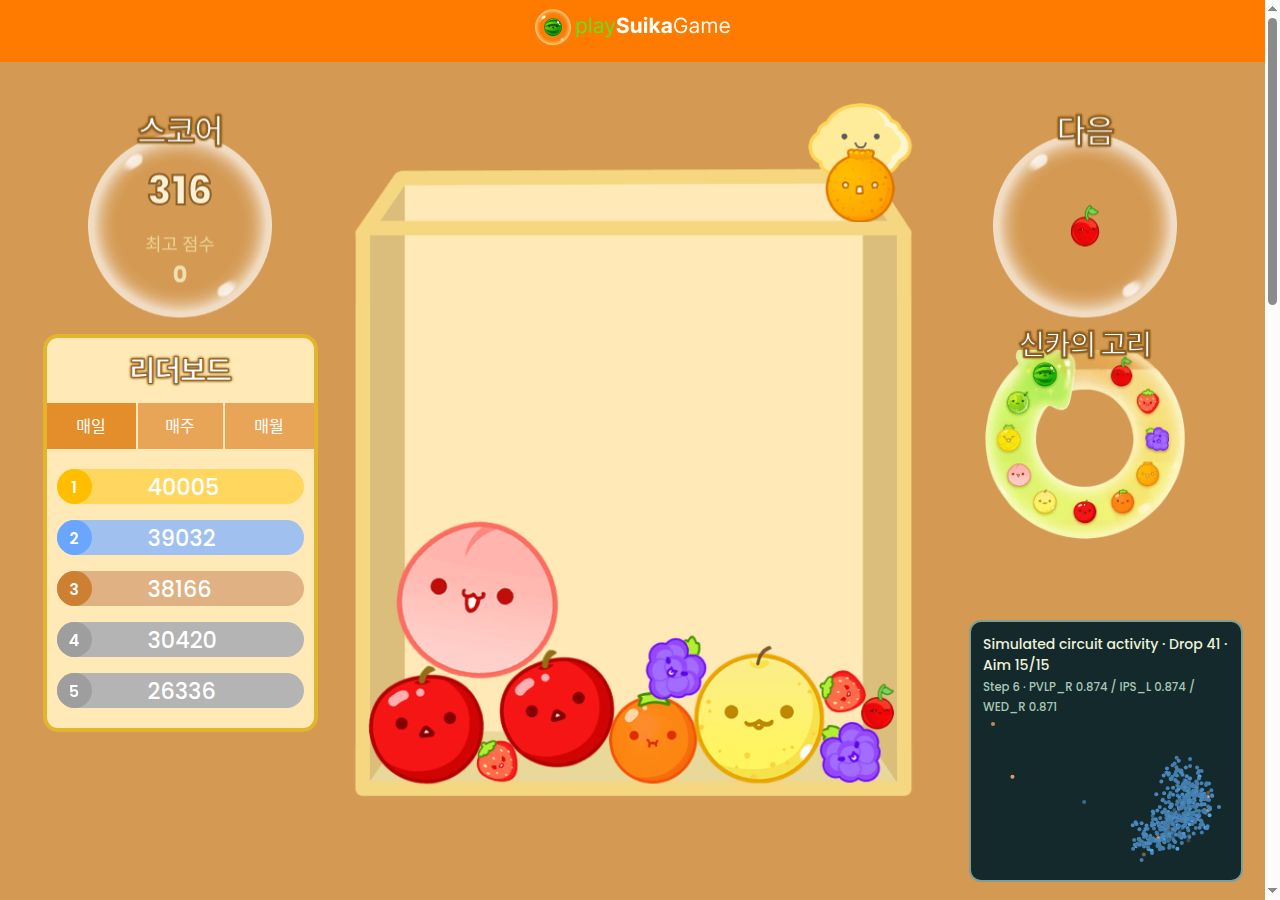 playSuikaGame
스코어
316
최고 점수
0
다음
신카의 고리
리더보드
매일 매주 매월
1 40005
2 39032
3 38166
4 30420
5 26336
Simulated circuit activity · Drop 41 ·
Aim 15/15
Step 6 · PVLP_R 0.874 / IPS_L 0.874 /
WED_R 0.871